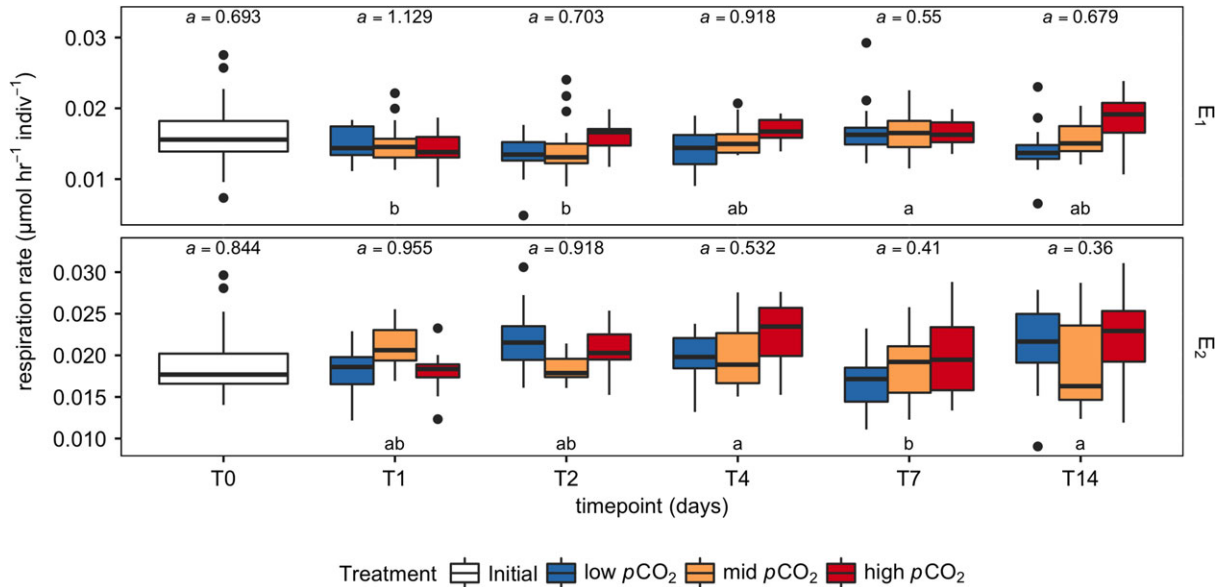 a = 0.693 a = 1.129 a = 0.703 a = 0.918 a = 0.55 a = 0.679
0.03
0.02
0.01
b b ab a ab
E₁
respiration rate (μmol hr⁻¹ indiv⁻¹)
a = 0.844 a = 0.955 a = 0.918 a = 0.532 a = 0.41 a = 0.36
0.030
0.025
0.020
0.015
0.010
ab ab a b a
E₂
T0 T1 T2 T4 T7 T14
timepoint (days)
Treatment Initial low pCO₂ mid pCO₂ high pCO₂